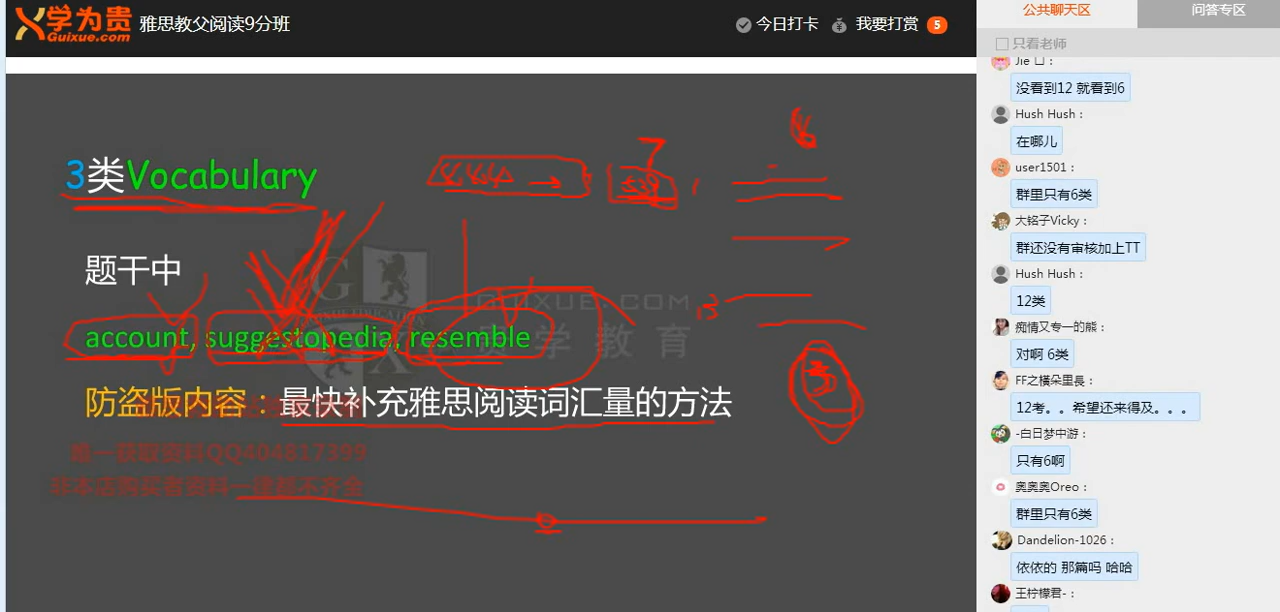 学为贵
Guixue.com
雅思教父阅读9分班
今日打卡
我要打赏
5
公共聊天区
问答专区
只看老师
3类Vocabulary
7
题干中
GUIXUE.COM
贵学教育
13
account, suggestopedia, resemble
防盗版内容：最快补充雅思阅读词汇量的方法
唯一获取资料QQ404817399
非本店购买者资料一律都不齐全
Jie 口：
没看到12 就看到6
Hush Hush：
在哪儿
user1501：
群里只有6类
大铭子Vicky：
群还没有审核加上TT
Hush Hush：
12类
痴情又专一的熊：
对啊 6类
FF之橫朵里長：
12考。。希望还来得及。。。
-白日梦中游：
只有6啊
奥奥奥Oreo：
群里只有6类
Dandelion-1026：
依依的 那篇吗 哈哈
王柠檬君-：